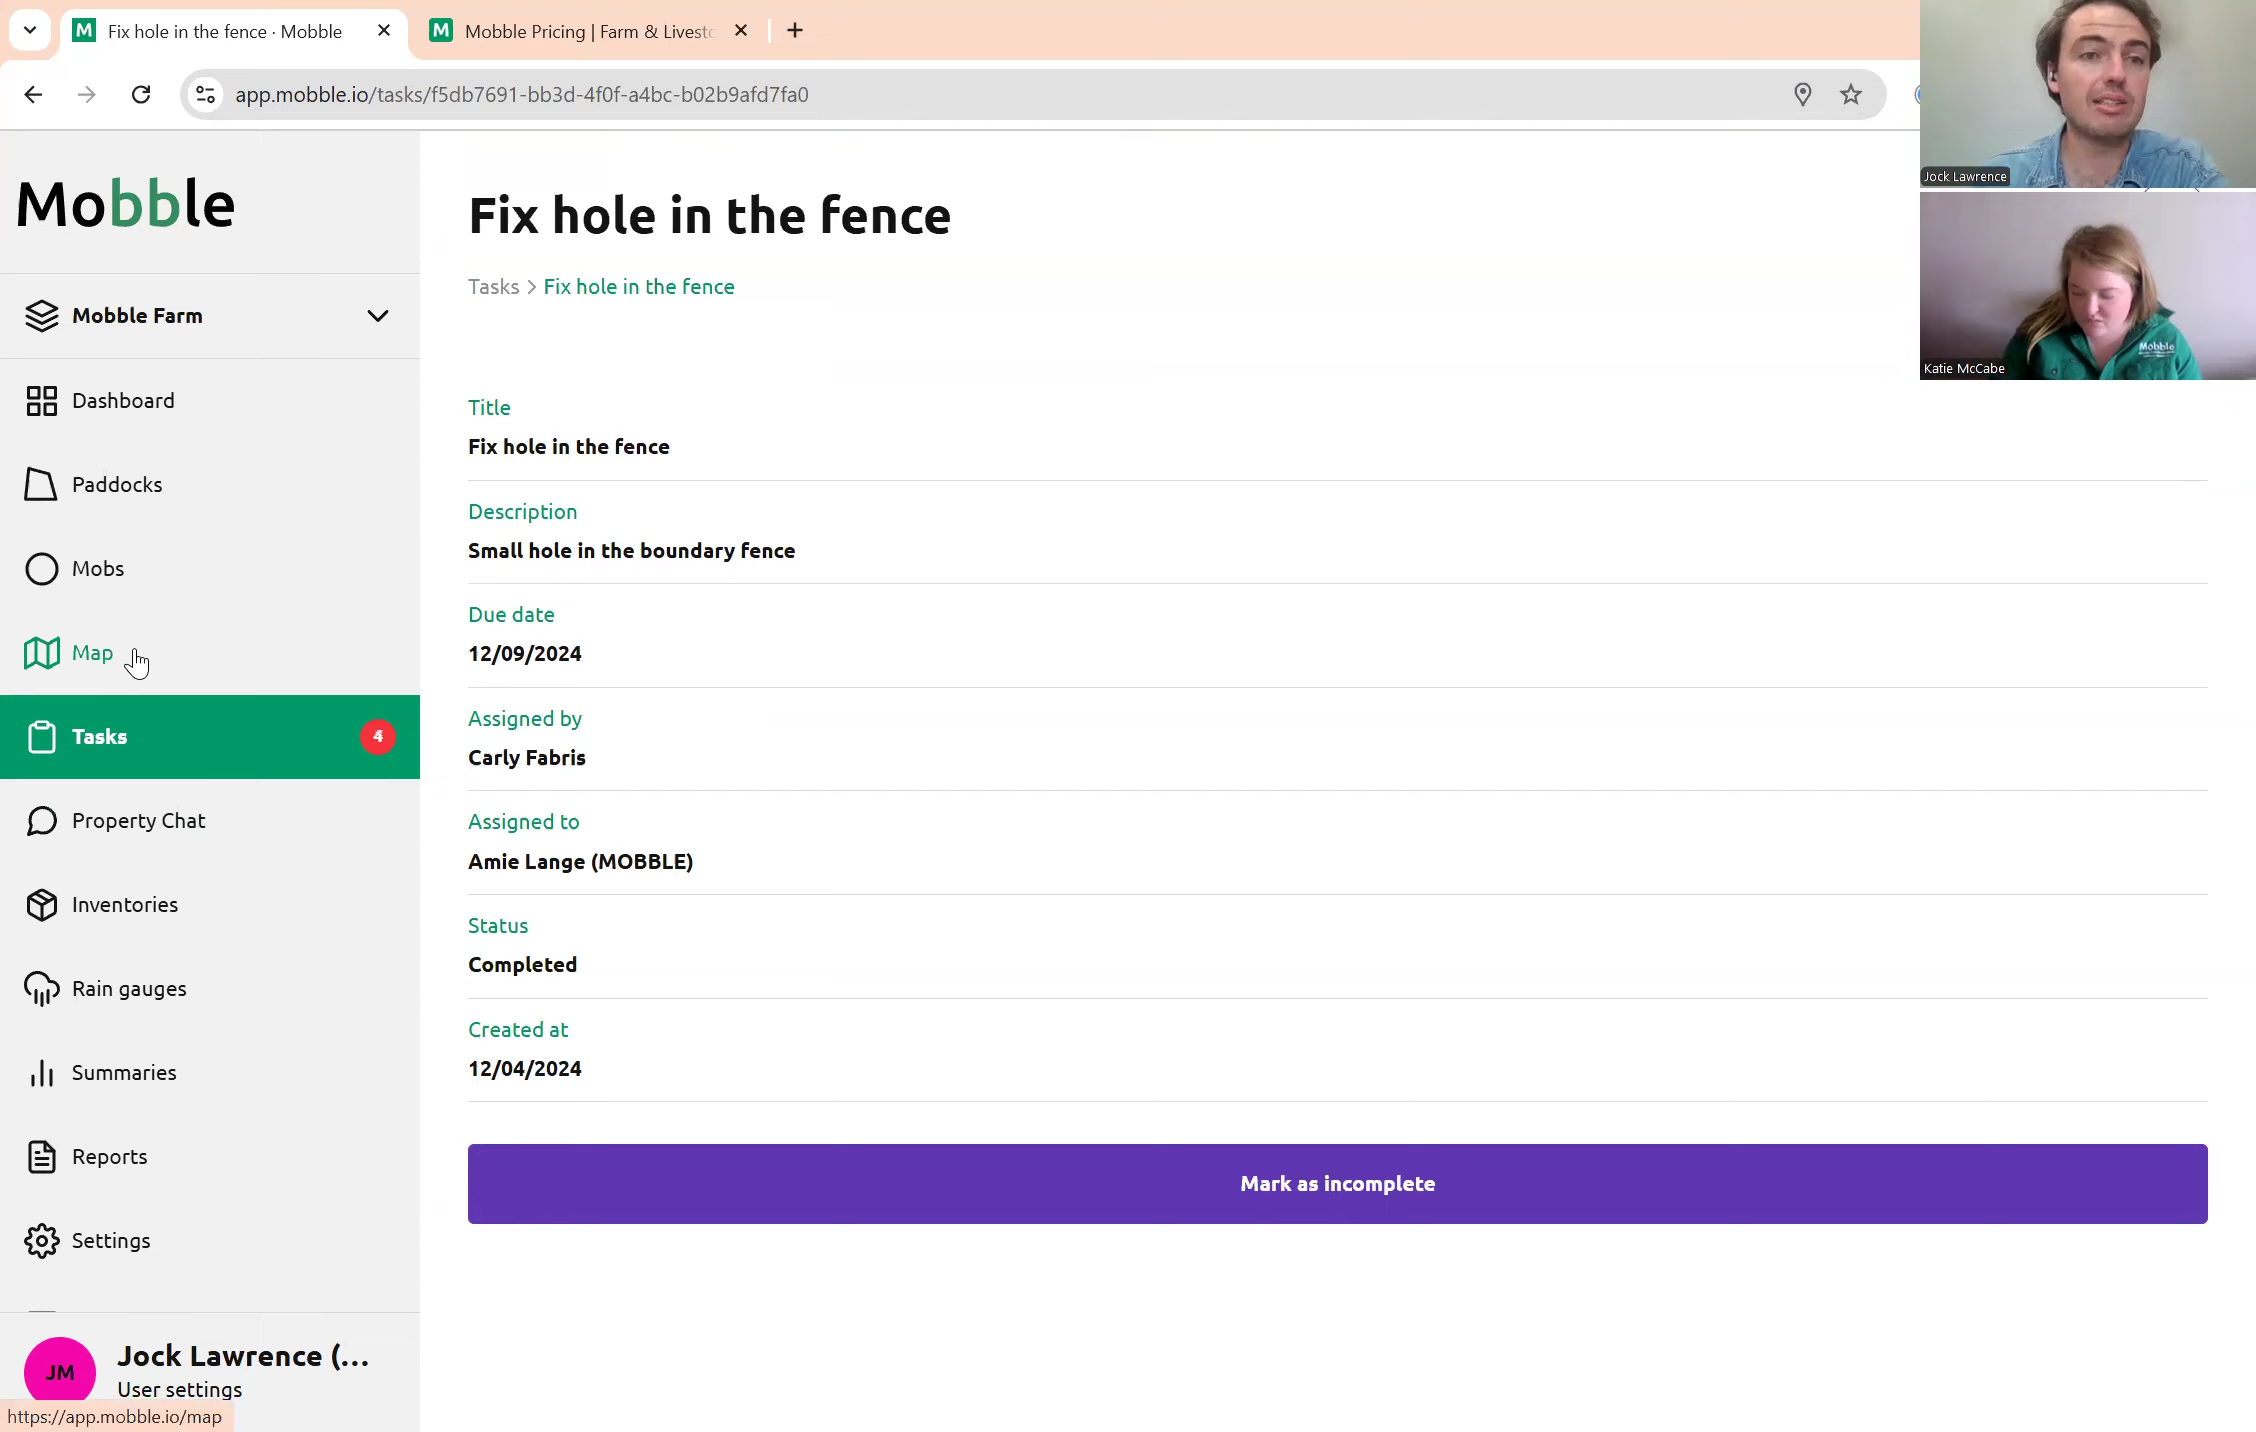 Fix hole in the fence · Mobble
Mobble Pricing | Farm & Livesto
app.mobble.io/tasks/f5db7691-bb3d-4f0f-a4bc-b02b9afd7fa0
Jock Lawrence
Mobble
Katie McCabe
Mobble
Mobble Farm
Dashboard
Paddocks
Mobs
Map
Tasks
4
Property Chat
Inventories
Rain gauges
Summaries
Reports
Settings
JM
Jock Lawrence (...
User settings
https://app.mobble.io/map
Fix hole in the fence
Tasks > Fix hole in the fence
Title
Fix hole in the fence
Description
Small hole in the boundary fence
Due date
12/09/2024
Assigned by
Carly Fabris
Assigned to
Amie Lange (MOBBLE)
Status
Completed
Created at
12/04/2024
Mark as incomplete